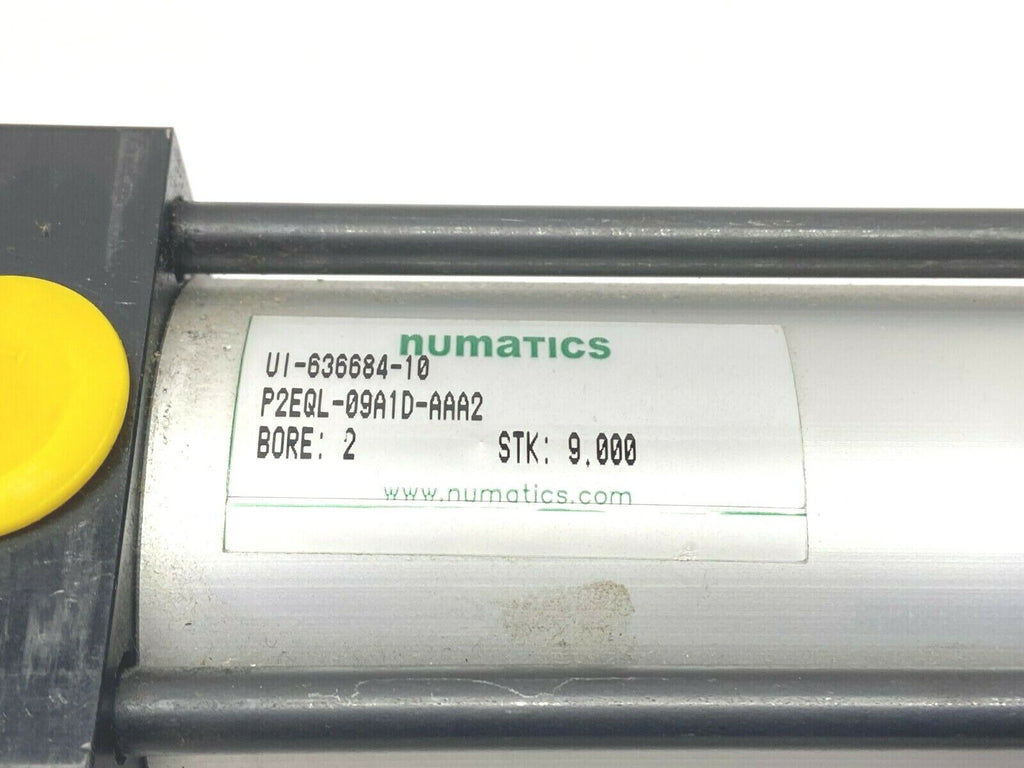 numatics
UI-636684-10
P2EQL-09A1D-AAA2
BORE: 2 STK: 9.000
www.numatics.com